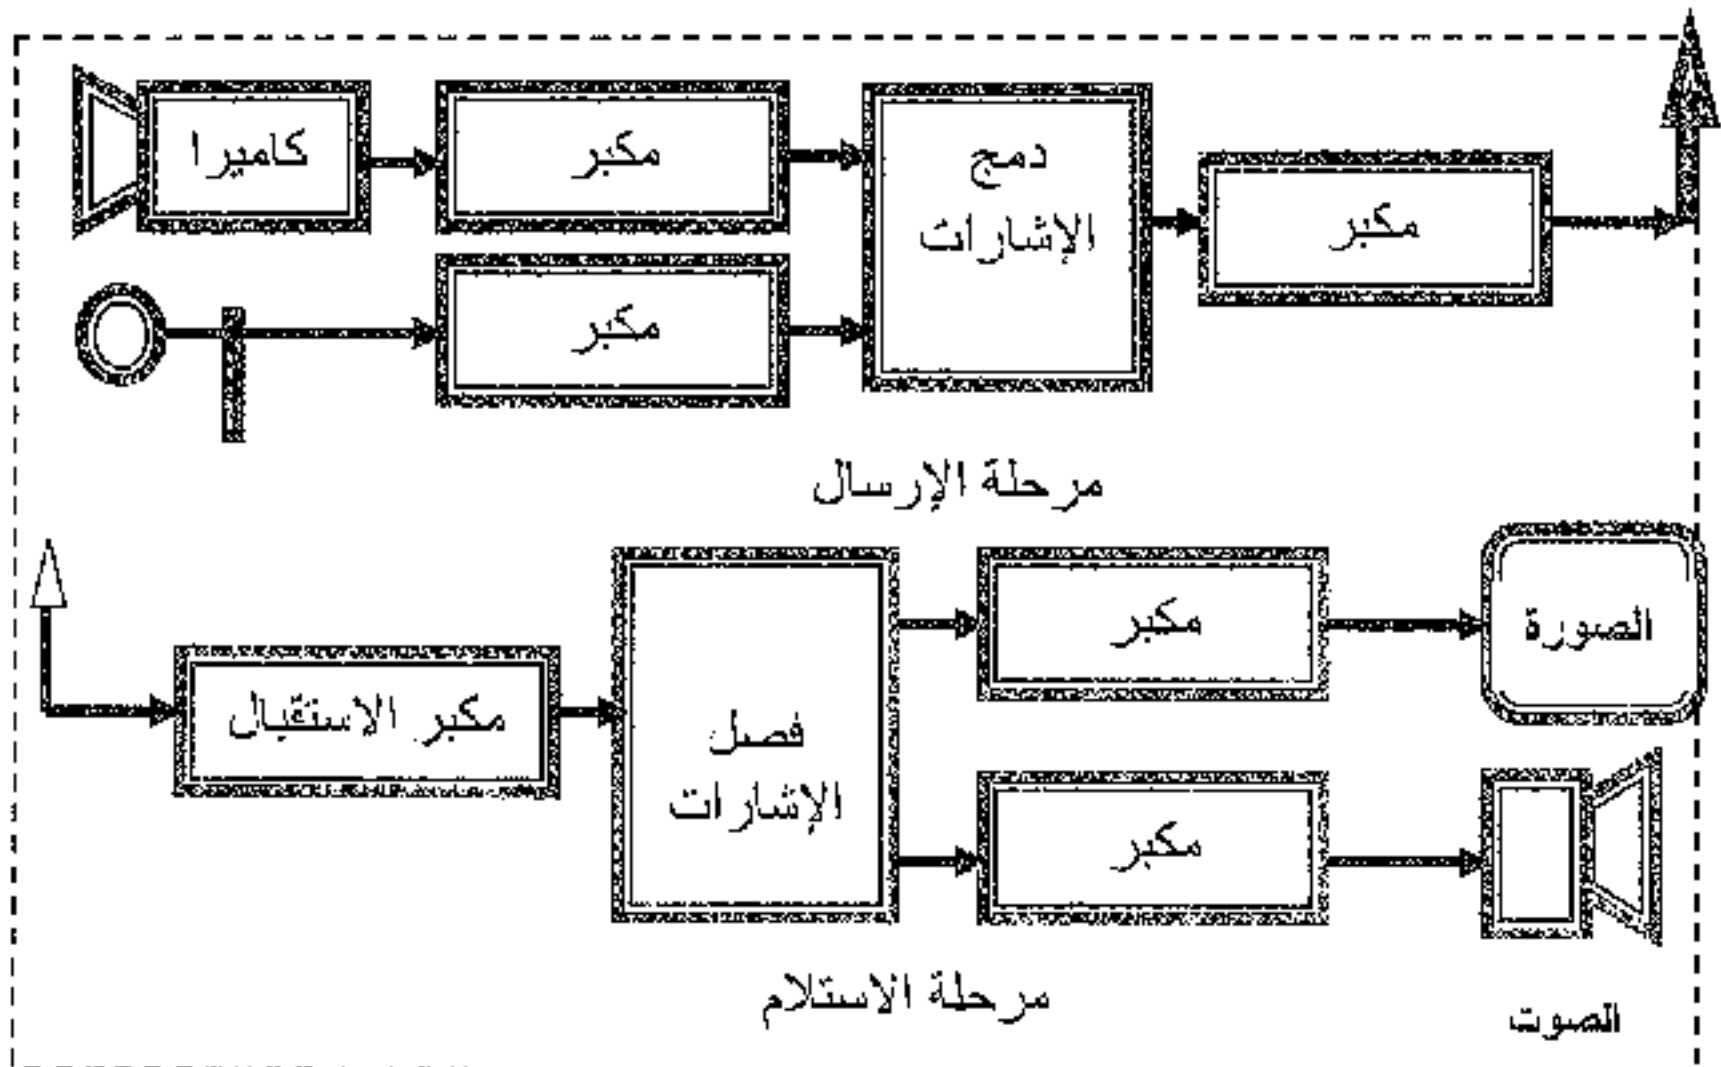 كاميرا
مكبر
دمج
الإشارات
مكبر
مكبر
مرحلة الإرسال
مكبر الاستقبال
فصل
الإشارات
مكبر
الصورة
مكبر
الصوت
مرحلة الاستلام